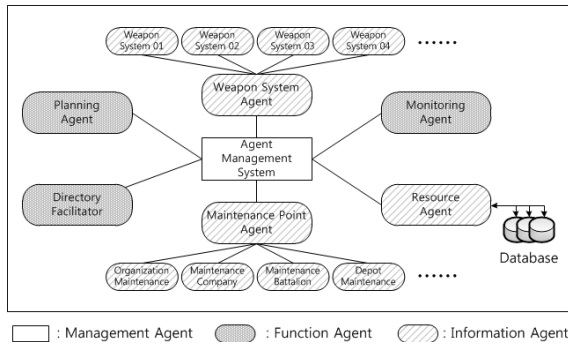 Weapon System 01
Weapon System 02
Weapon System 03
Weapon System 04
......
Weapon System
Agent
Planning
Agent
Monitoring
Agent
Agent
Management
System
Directory
Facilitator
Resource
Agent
Maintenance Point
Agent
Database
Organization
Maintenance
Maintenance
Company
Maintenance
Battalion
Depot
Maintenance
......
: Management Agent
: Function Agent
: Information Agent